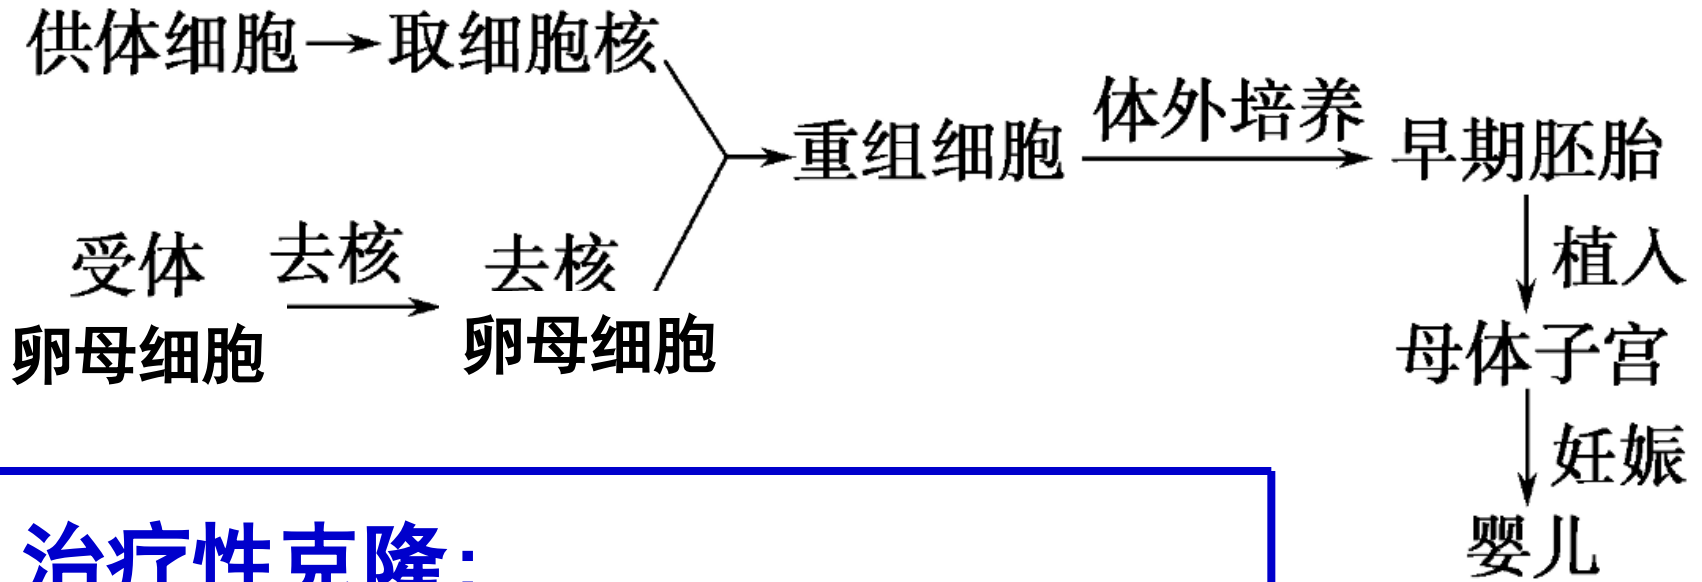 供体细胞→取细胞核
体外培养
重组细胞
早期胚胎
受体
去核
去核
卵母细胞
卵母细胞
植入
母体子宫
妊娠
婴儿
治疗性克隆: